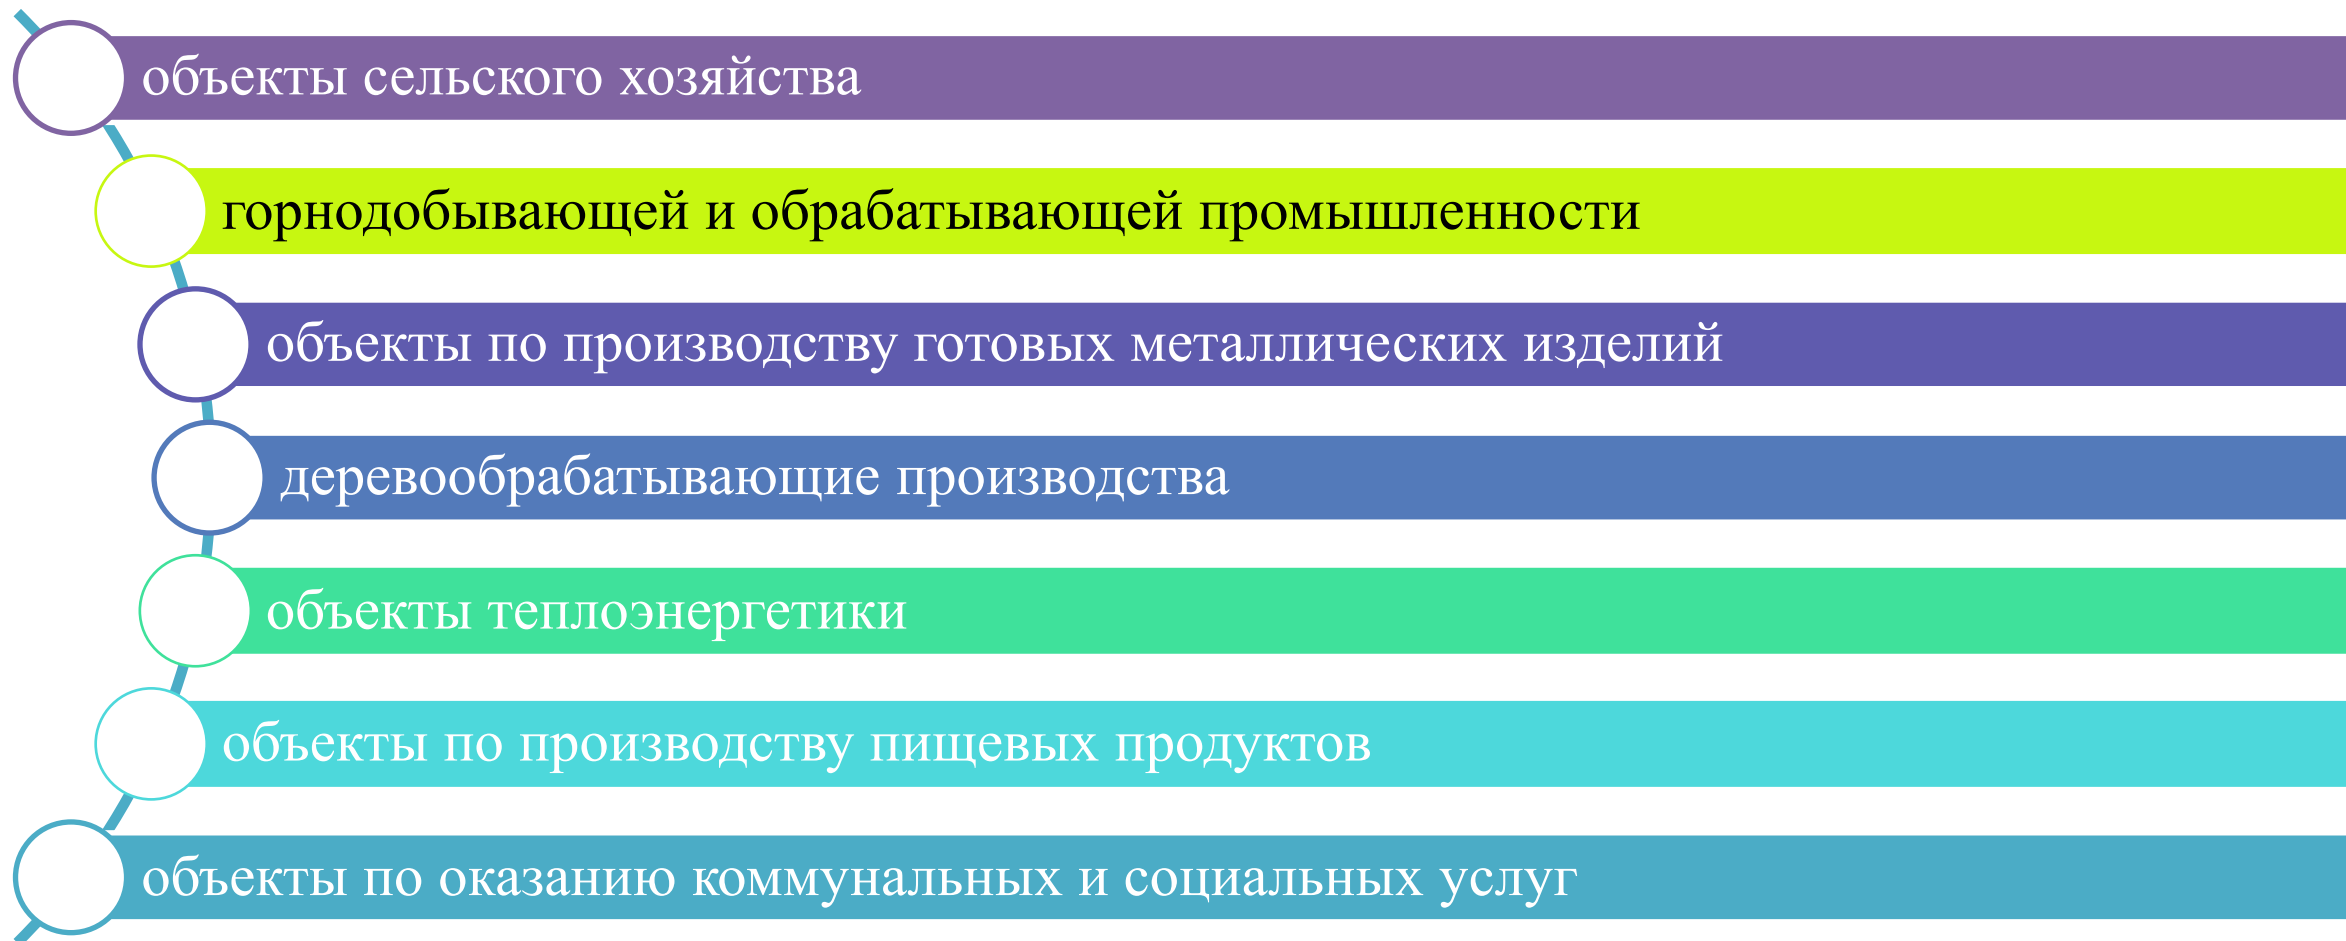 объекты сельского хозяйства
горнодобывающей и обрабатывающей промышленности
объекты по производству готовых металлических изделий
деревообрабатывающие производства
объекты теплоэнергетики
объекты по производству пищевых продуктов
объекты по оказанию коммунальных и социальных услуг